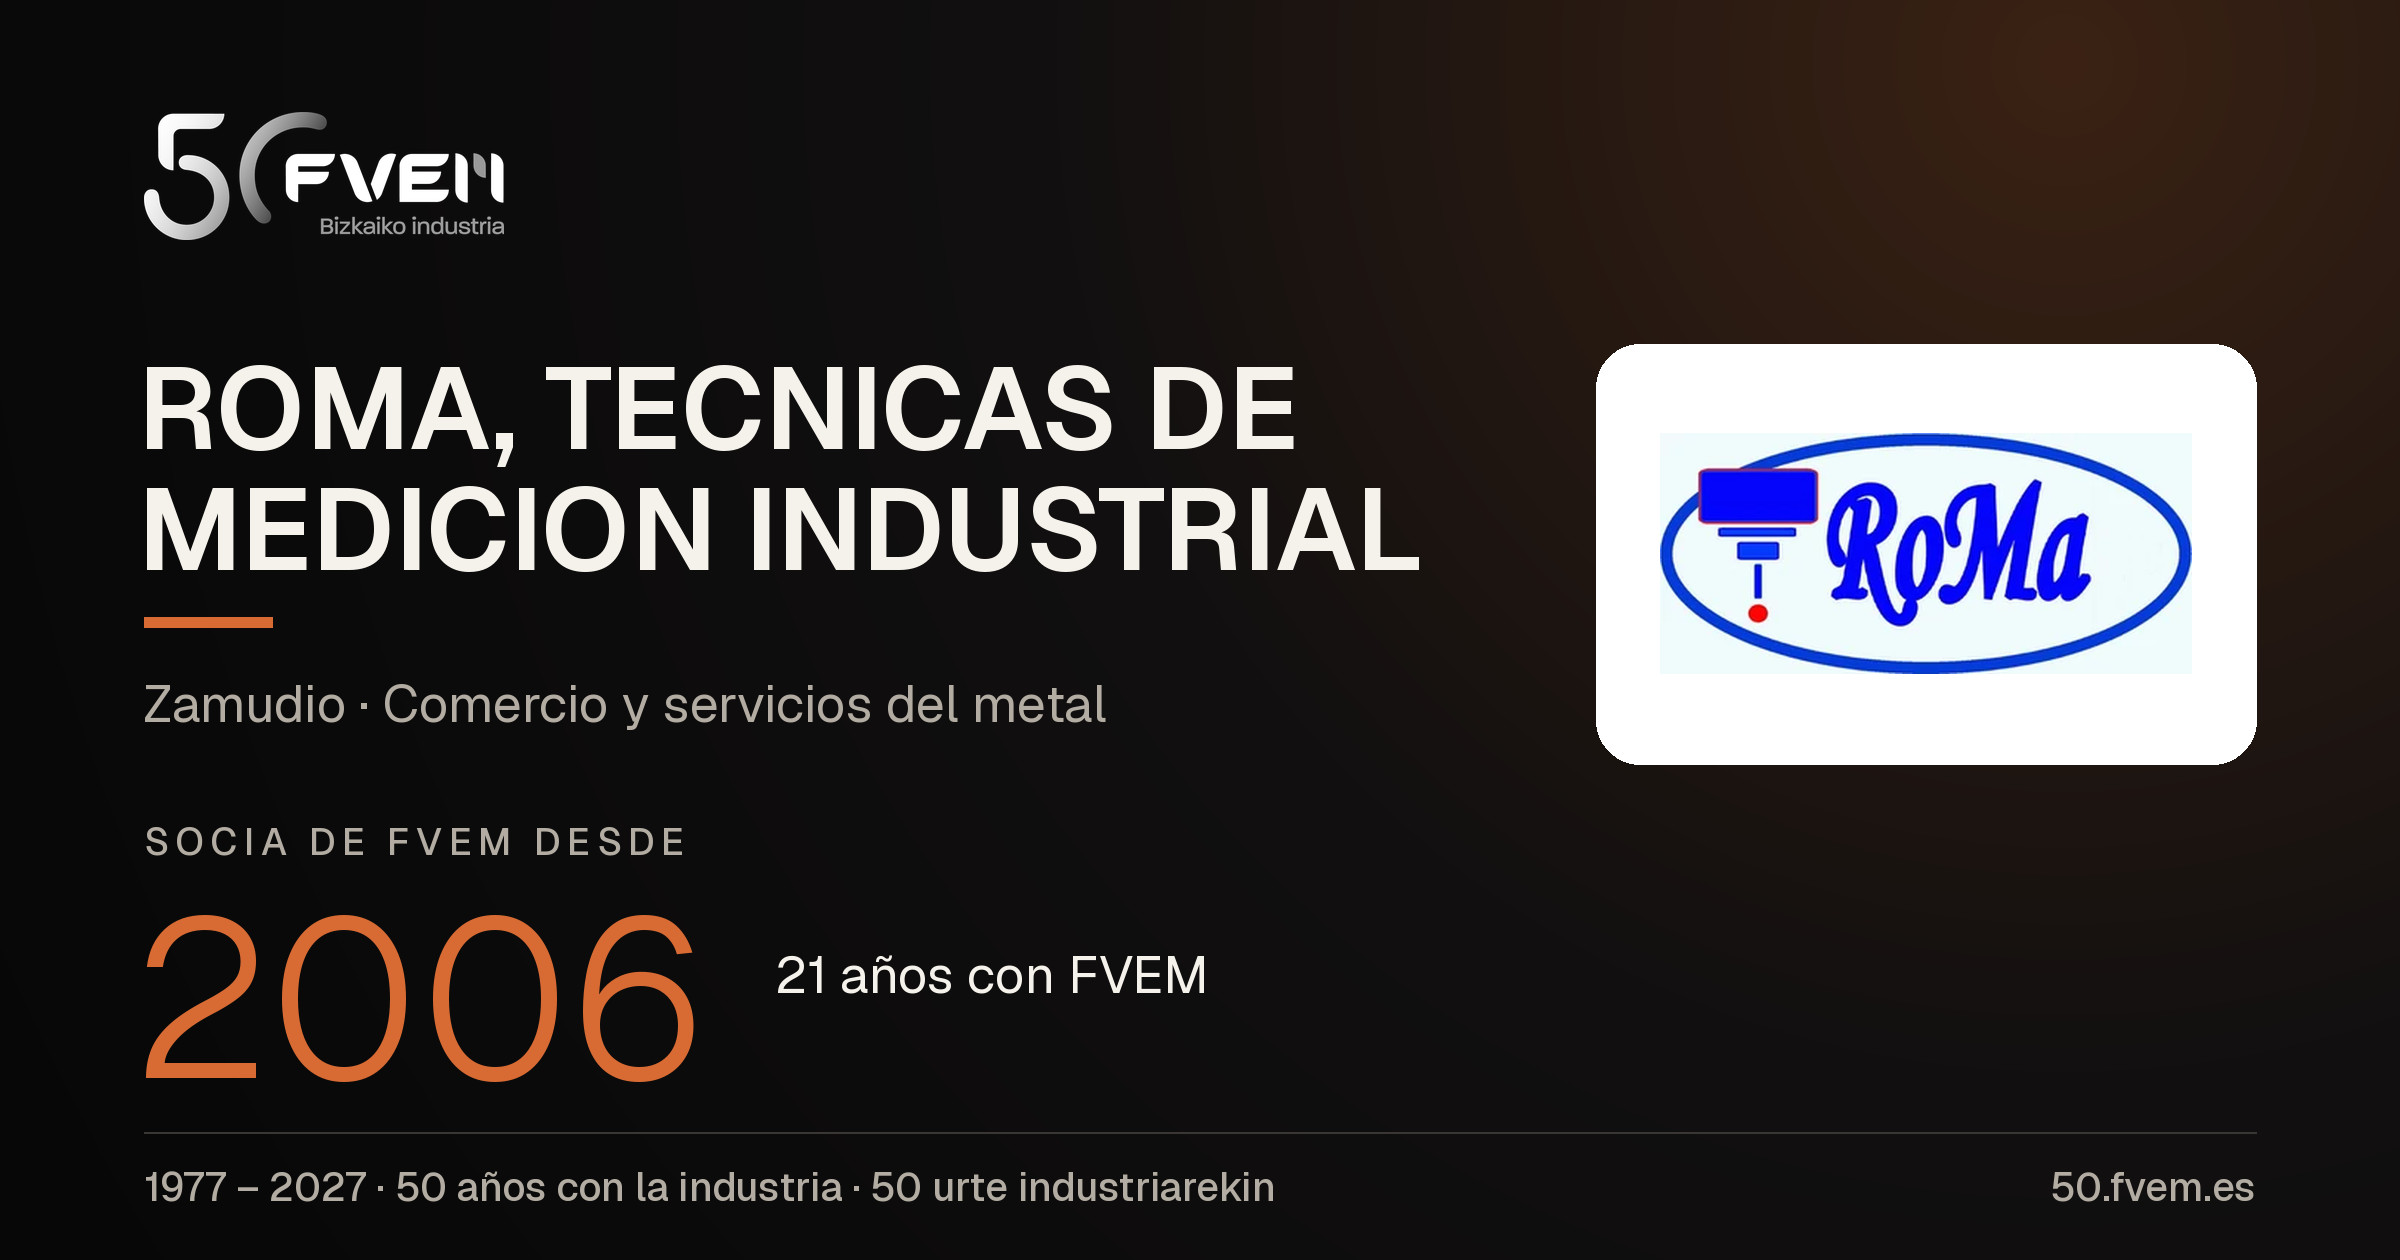 50 FVEM
Bizkaiko industria
ROMA, TECNICAS DE
MEDICION INDUSTRIAL
RoMa
Zamudio · Comercio y servicios del metal
SOCIA DE FVEM DESDE
2006
21 años con FVEM
1977 – 2027 · 50 años con la industria · 50 urte industriarekin
50.fvem.es